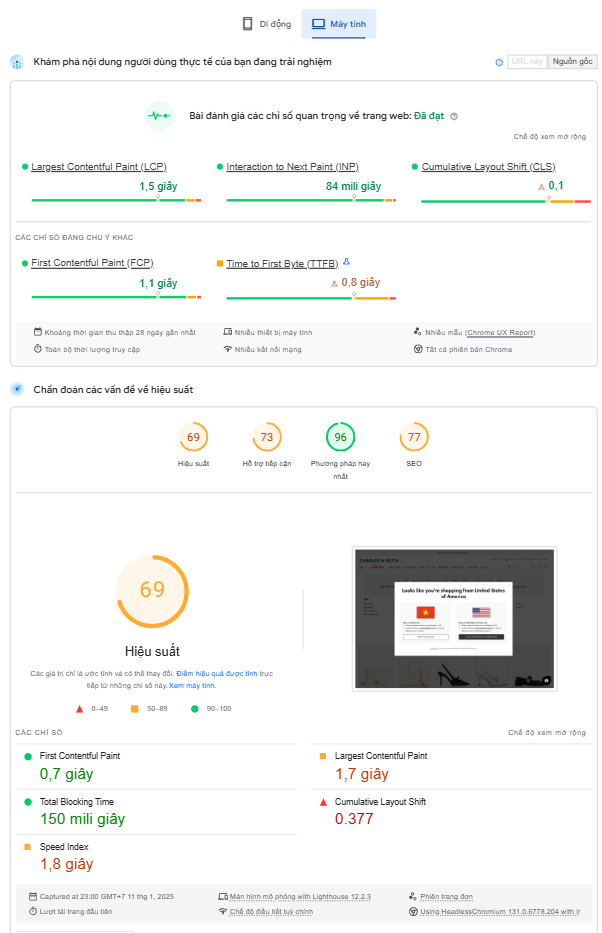 Di động
Máy tính
Khám phá nội dung người dùng thực tế của bạn đang trải nghiệm
URL này
Nguồn gốc
Bài đánh giá các chỉ số quan trọng về trang web: Đã đạt
Chế độ xem mở rộng
Largest Contentful Paint (LCP)
1,5 giây
Interaction to Next Paint (INP)
84 mili giây
Cumulative Layout Shift (CLS)
0,1
CÁC CHỈ SỐ ĐÁNG CHÚ Ý KHÁC
First Contentful Paint (FCP)
1,1 giây
Time to First Byte (TTFB)
0,8 giây
Khoảng thời gian thu thập 28 ngày gần nhất
Nhiều thiết bị máy tính
Nhiều mẫu (Chrome UX Report)
Toàn bộ thời lượng truy cập
Nhiều kết nối mạng
Tất cả phiên bản Chrome
Chẩn đoán các vấn đề về hiệu suất
69
73
96
77
Hiệu suất
Hỗ trợ tiếp cận
Phương pháp hay
nhất
SEO
69
Hiệu suất
Các giá trị chỉ là ước tính và có thể thay đổi. Điểm hiệu quả được tính trực
tiếp từ những chỉ số này. Xem máy tính.
0–49
50–89
90–100
CHARLES & KEITH
Looks like you're shopping from United States
of America
CÁC CHỈ SỐ
Chế độ xem mở rộng
First Contentful Paint
0,7 giây
Largest Contentful Paint
1,7 giây
Total Blocking Time
150 mili giây
Cumulative Layout Shift
0.377
Speed Index
1,8 giây
Captured at 23:00 GMT+7 11 thg 1, 2025
Màn hình mô phỏng with Lighthouse 12.2.3
Phiên trang đơn
Lượt tải trang đầu tiên
Chế độ điều tiết tuỳ chỉnh
Using HeadlessChromium 131.0.6778.204 with lr